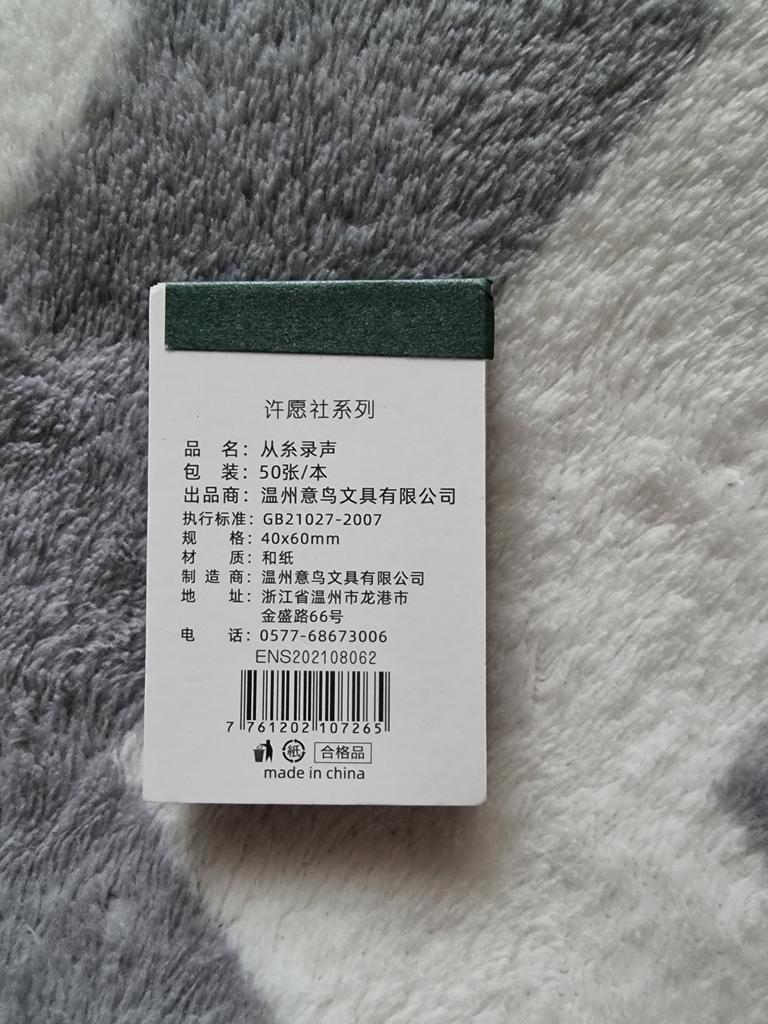 许愿社系列
品 名：从糸录声
包 装：50张/本
出品商：温州意鸟文具有限公司
执行标准：GB21027-2007
规 格：40x60mm
材 质：和纸
制 造 商：温州意鸟文具有限公司
地 址：浙江省温州市龙港市
金盛路66号
电 话：0577-68673006
ENS202108062
7 761202 107265
紙 合格品
made in china